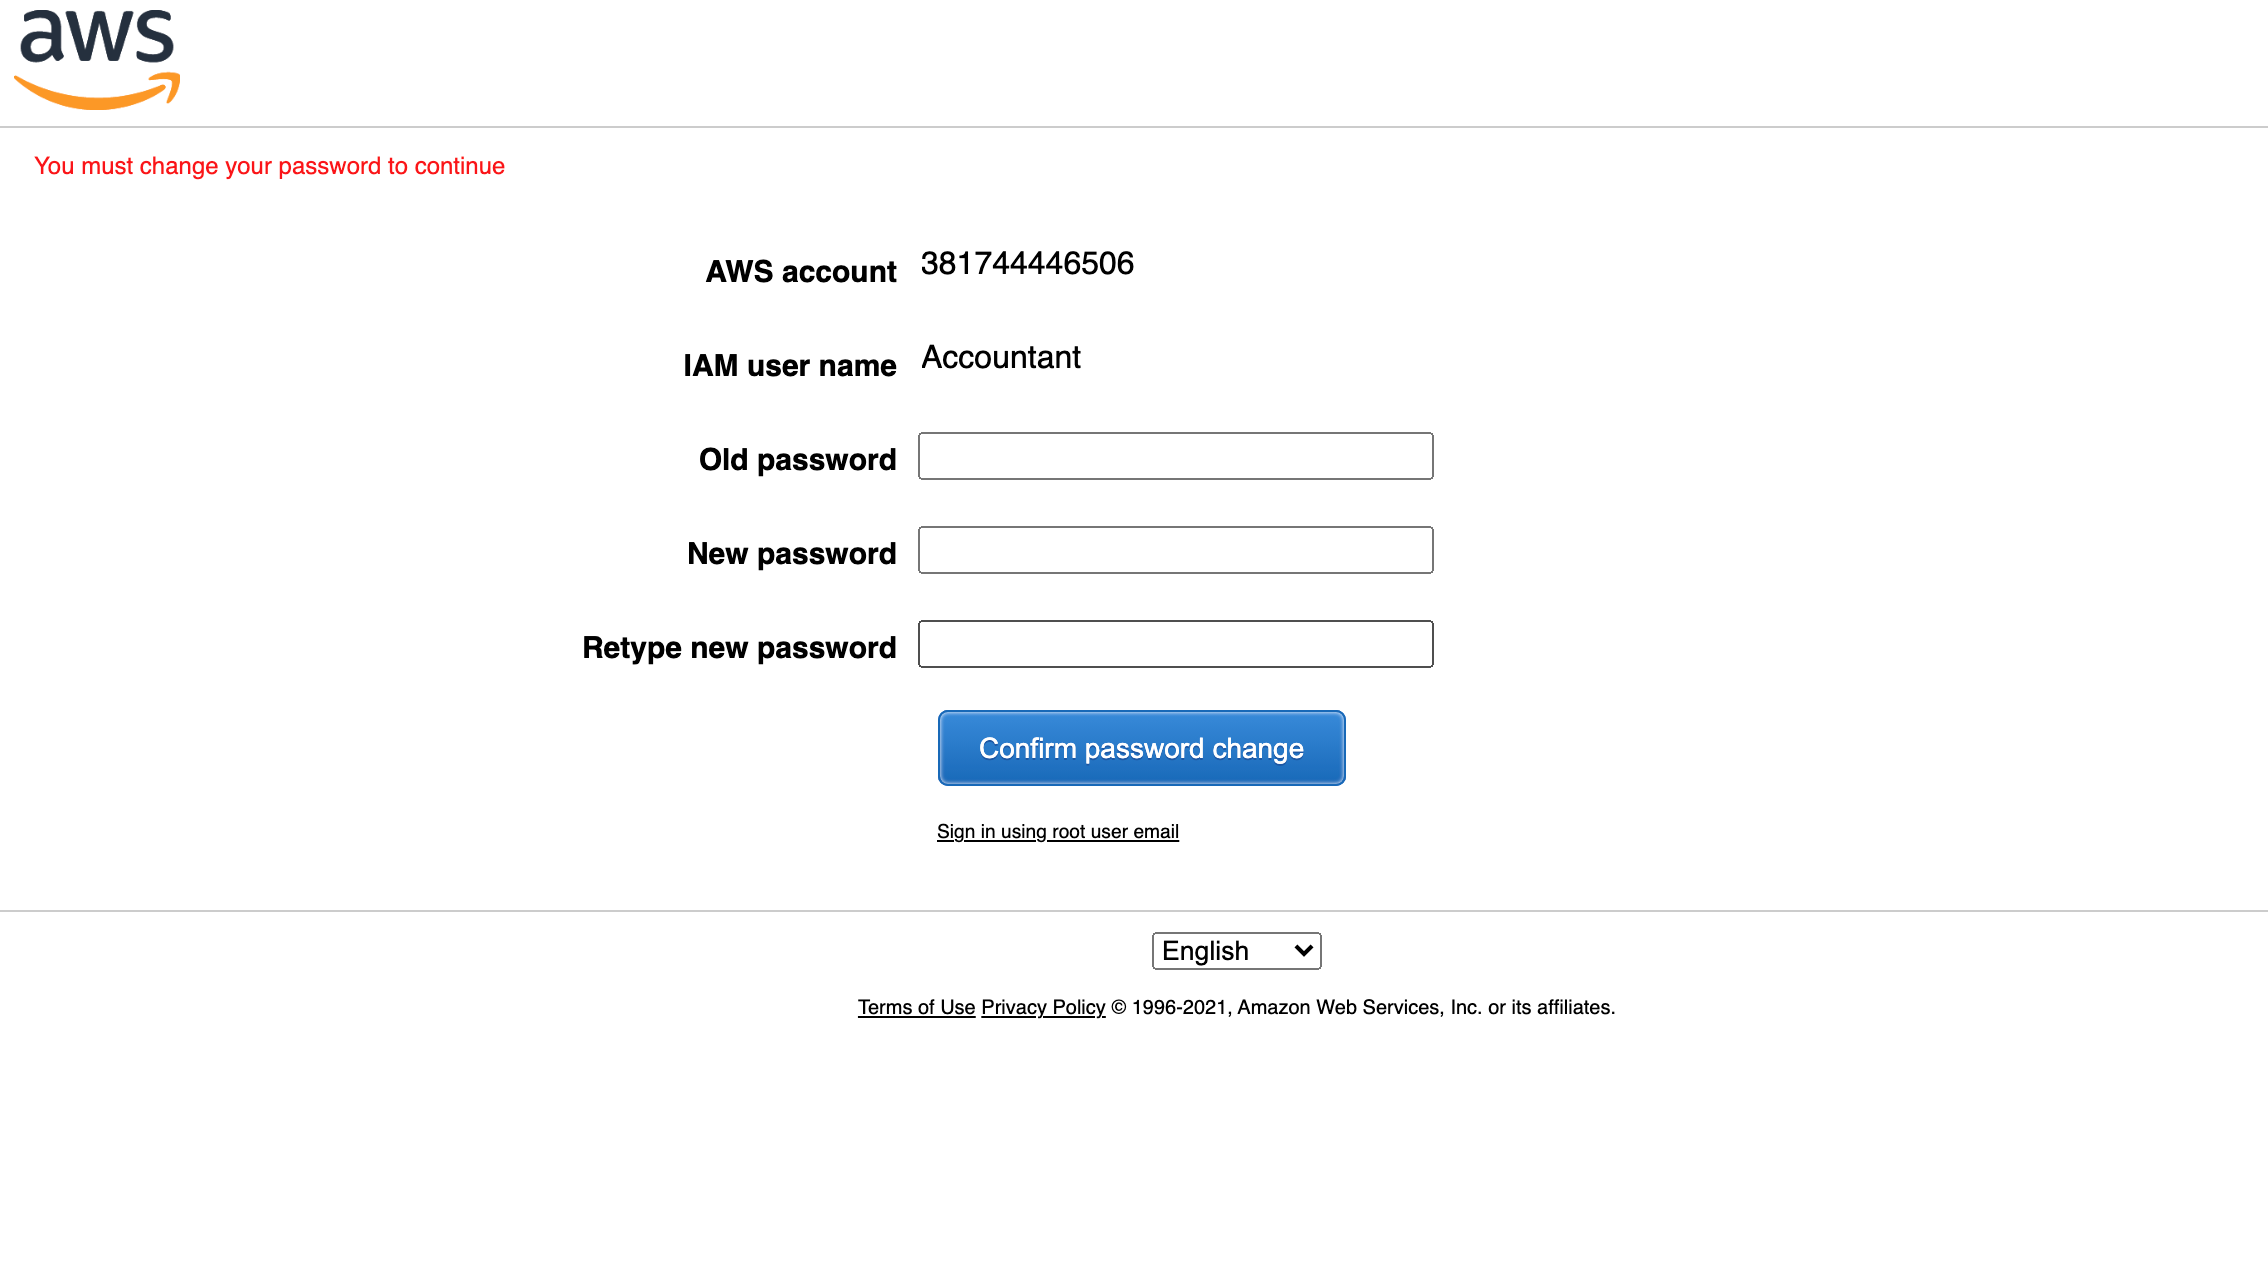 aws
You must change your password to continue
AWS account 381744446506
IAM user name Accountant
Old password
New password
Retype new password
Confirm password change
Sign in using root user email
English
Terms of Use Privacy Policy © 1996-2021, Amazon Web Services, Inc. or its affiliates.